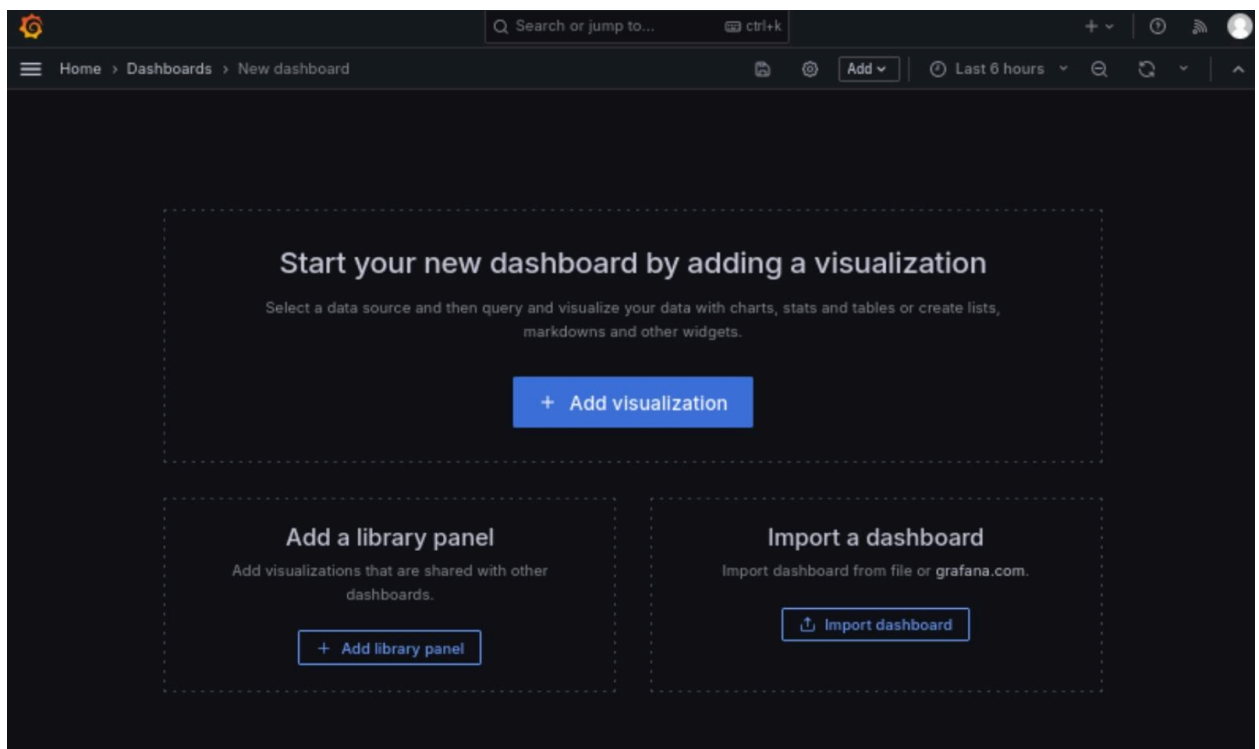 Search or jump to... ctrl+k
Home › Dashboards › New dashboard Add Last 6 hours
Start your new dashboard by adding a visualization
Select a data source and then query and visualize your data with charts, stats and tables or create lists,
markdowns and other widgets.
+ Add visualization
Add a library panel
Add visualizations that are shared with other
dashboards.
+ Add library panel
Import a dashboard
Import dashboard from file or grafana.com.
Import dashboard